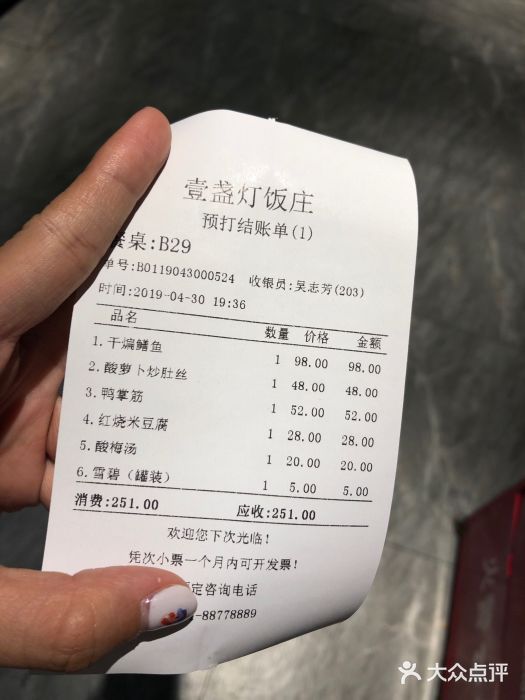 壹盏灯饭庄
预打结账单(1)
桌:B29
单号:B0119043000524 收银员:吴志芳(203)
时间:2019-04-30 19:36
品名 数量 价格 金额
1.干煸鳝鱼 1 98.00 98.00
2.酸萝卜炒肚丝 1 48.00 48.00
3.鸭掌筋 1 52.00 52.00
4.红烧米豆腐 1 28.00 28.00
5.酸梅汤 1 20.00 20.00
6.雪碧（罐装） 1 5.00 5.00
消费:251.00 应收:251.00
欢迎您下次光临!
凭次小票一个月内可开发票!
定咨询电话
-88778889
大众点评